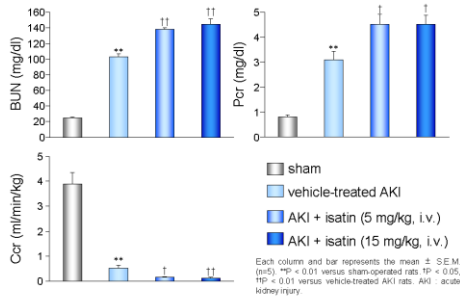 160
140
120
100
80
60
40
20
0
BUN (mg/dl)
**
††
††
5
4
3
2
1
0
Pcr (mg/dl)
**
†
†
5
4
3
2
1
0
Ccr (ml/min/kg)
**
†
††
sham
vehicle-treated AKI
AKI + isatin (5 mg/kg, i.v.)
AKI + isatin (15 mg/kg, i.v.)
Each column and bar represents the mean ± S.E.M.
(n=5). **P < 0.01 versus sham-operated rats. †P < 0.05,
††P < 0.01 versus vehicle-treated AKI rats. AKI : acute
kidney injury.